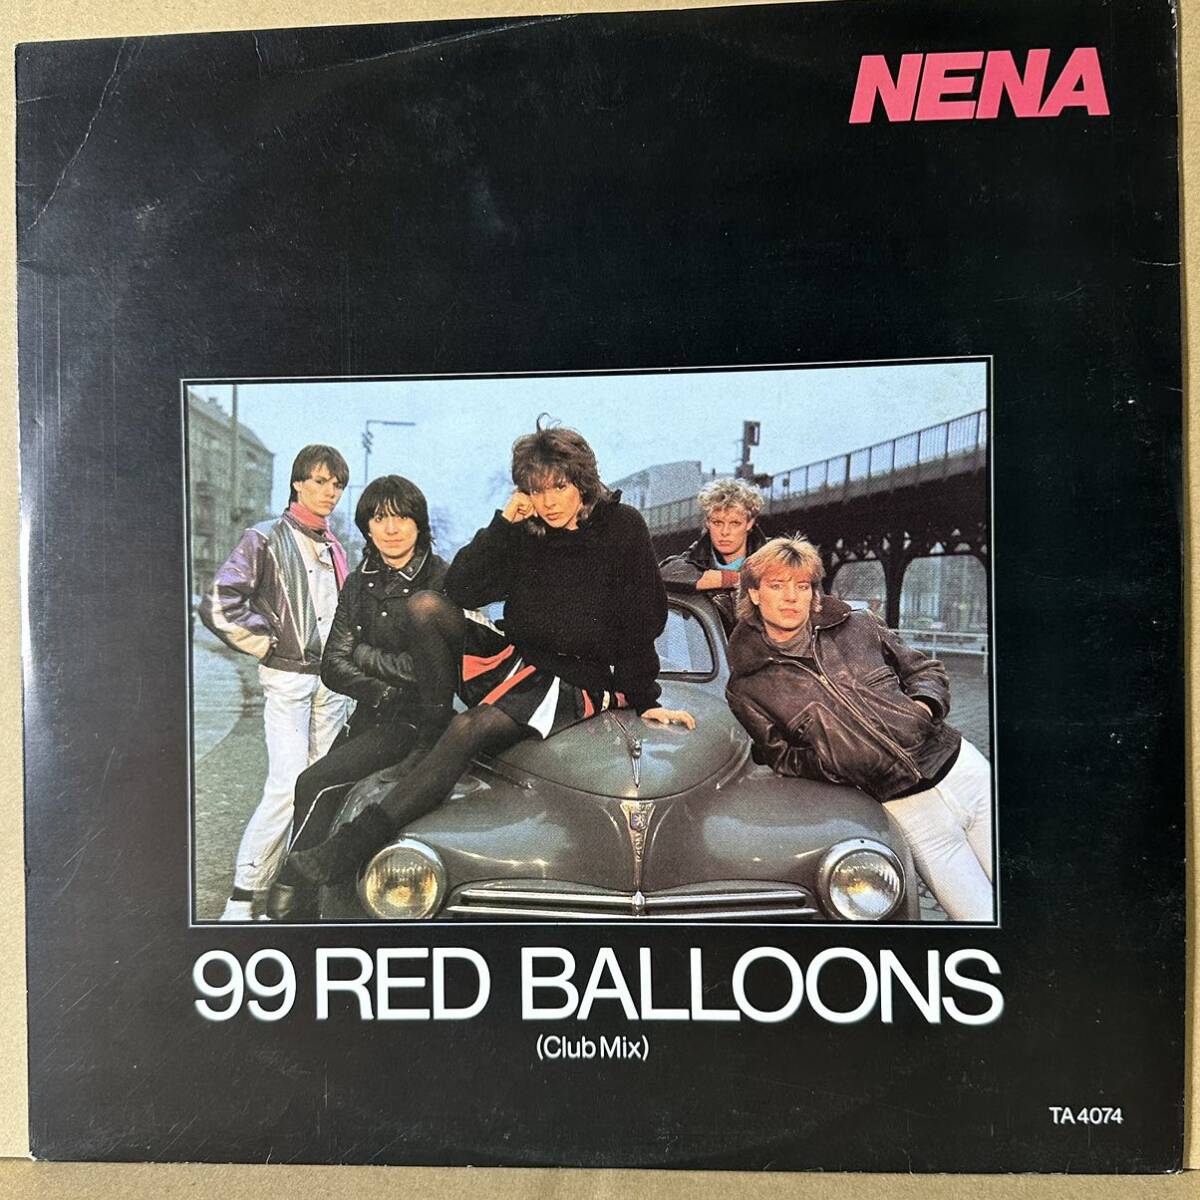 NENA
99 RED BALLOONS
(Club Mix)
TA 4074